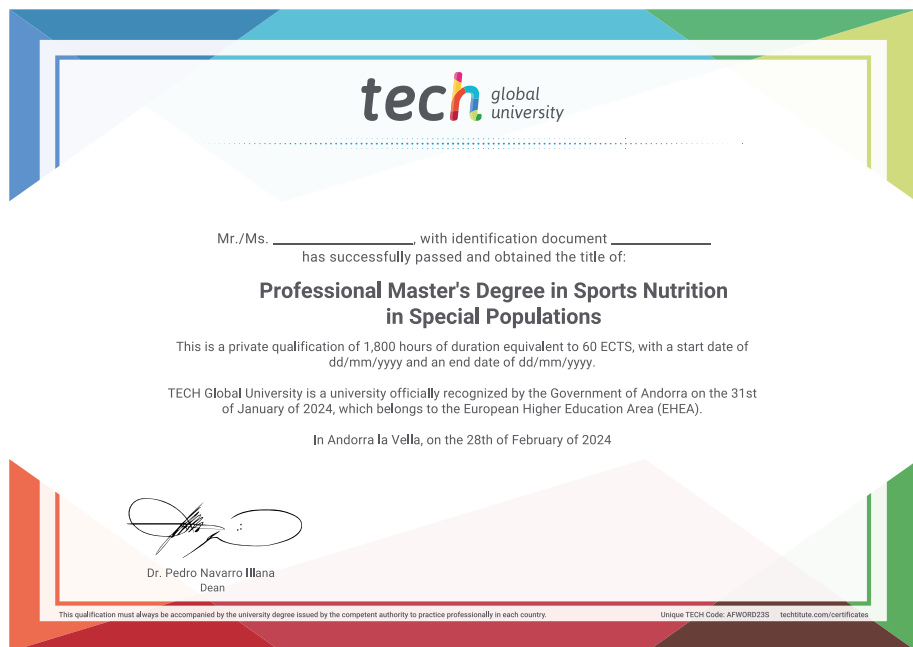 tech global
university
Mr./Ms. ____________, with identification document ____________
has successfully passed and obtained the title of:
Professional Master's Degree in Sports Nutrition
in Special Populations
This is a private qualification of 1,800 hours of duration equivalent to 60 ECTS, with a start date of
dd/mm/yyyy and an end date of dd/mm/yyyy.
TECH Global University is a university officially recognized by the Government of Andorra on the 31st
of January of 2024, which belongs to the European Higher Education Area (EHEA).
In Andorra la Vella, on the 28th of February of 2024
Dr. Pedro Navarro Illana
Dean
This qualification must always be accompanied by the university degree issued by the competent authority to practice professionally in each country.
Unique TECH Code: AFWORD23S techtitute.com/certificates